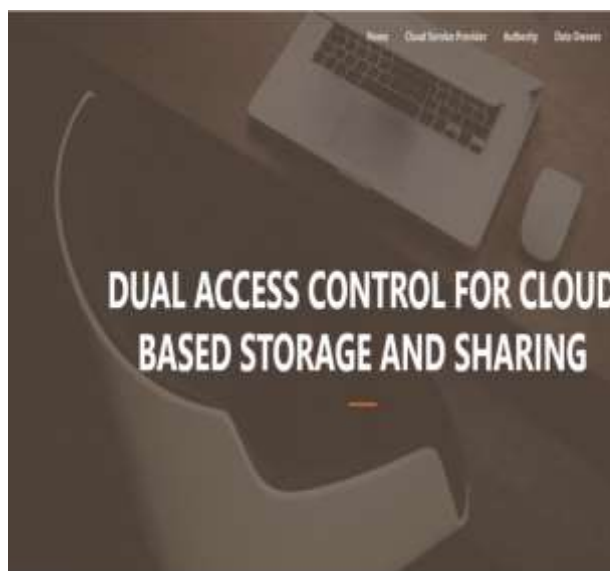 Home Cloud Service Provider Authority Data Owners
DUAL ACCESS CONTROL FOR CLOUD
BASED STORAGE AND SHARING